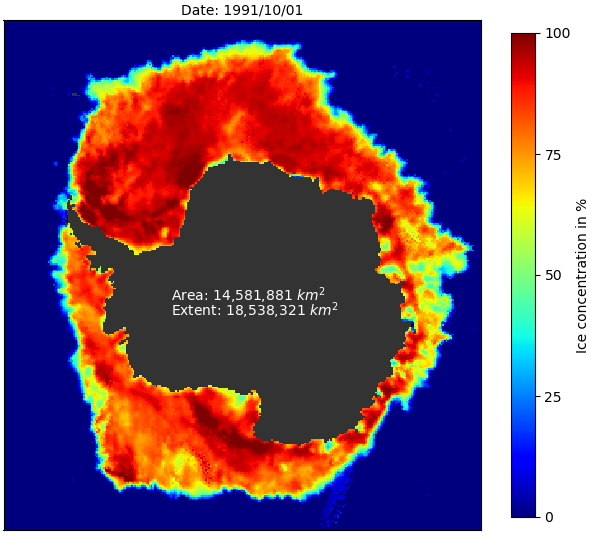 Date: 1991/10/01
100
75
50
25
0
Ice concentration in %
Area: 14,581,881 km²
Extent: 18,538,321 km²